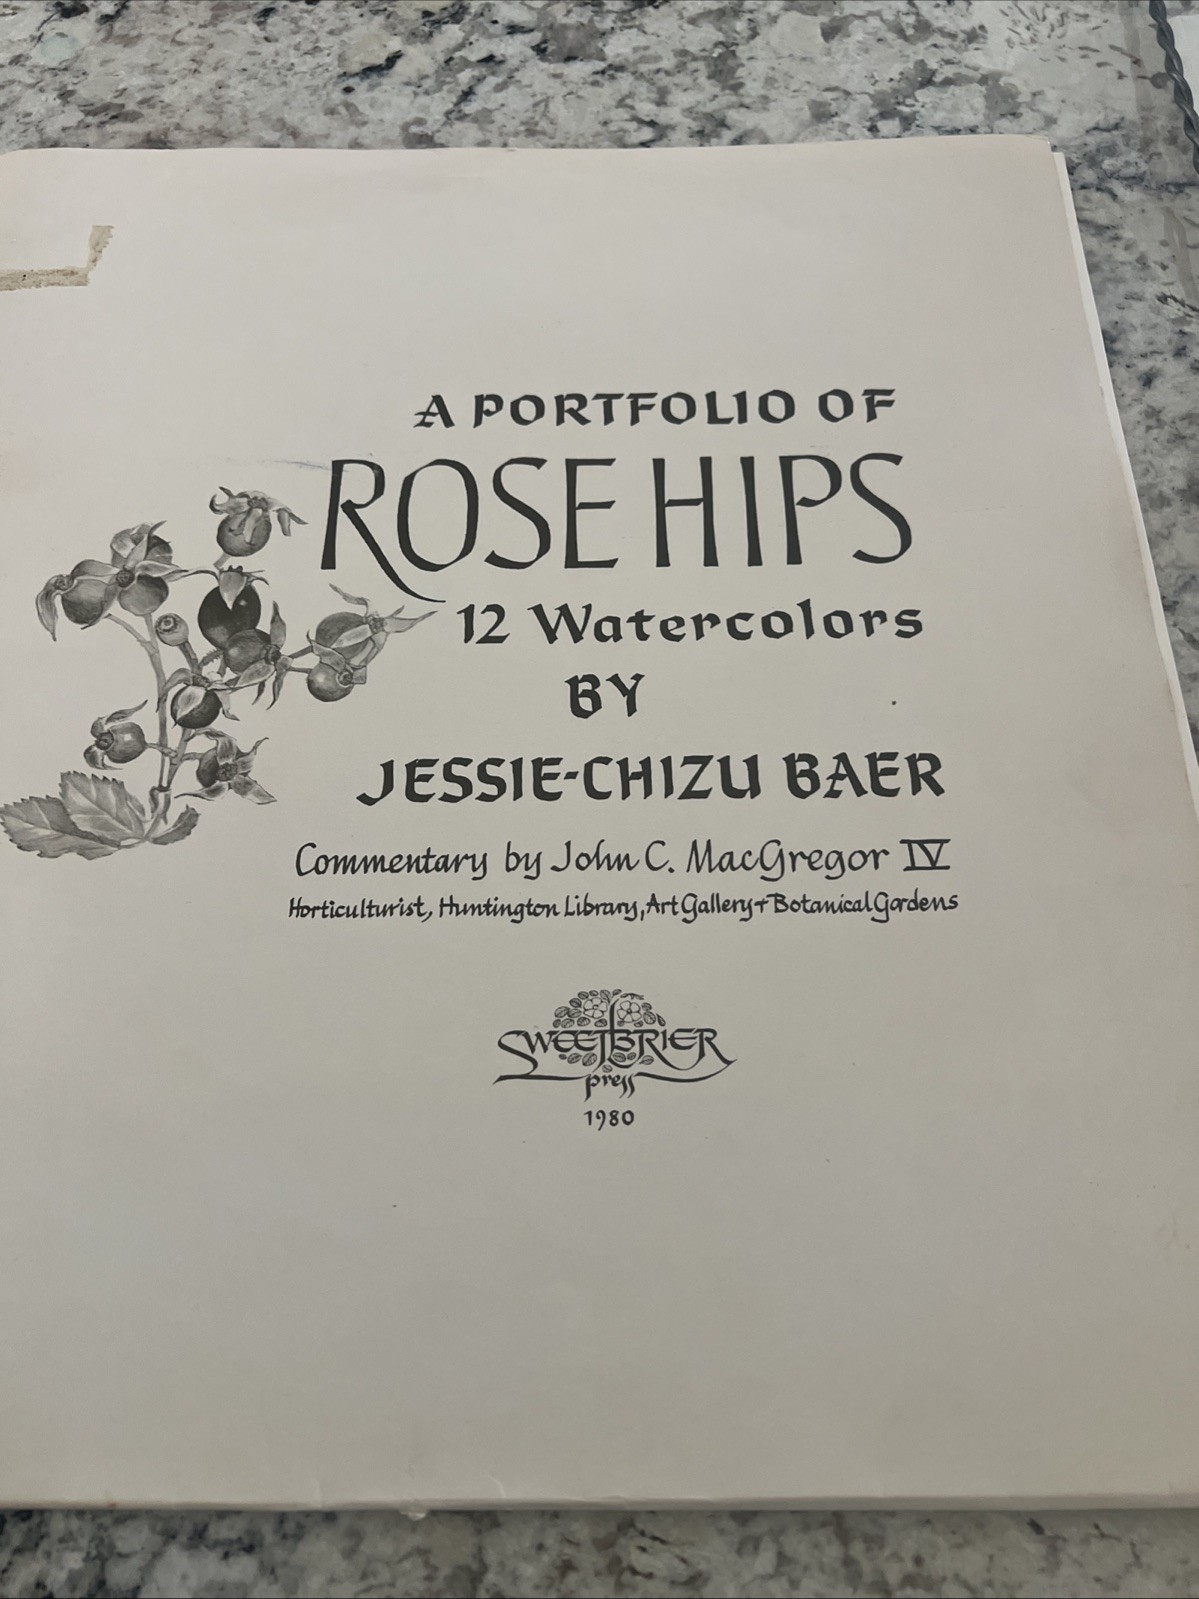 A PORTFOLIO OF
ROSE HIPS
12 Watercolors
BY
JESSIE-CHIZU BAER
Commentary by John C. MacGregor IV
Horticulturist, Huntington Library, Art Gallery + Botanical Gardens
SWEETBRIER
press
1980